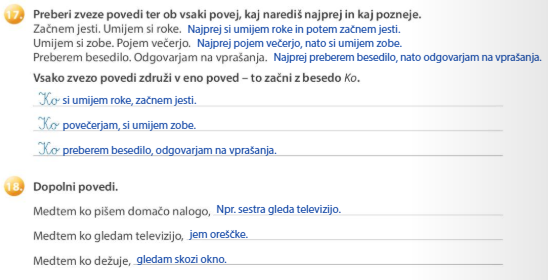 17. Preberi zveze povedi ter ob vsaki povej, kaj narediš najprej in kaj pozneje.
Začnem jesti. Umijem si roke. Najprej si umijem roke in potem začnem jesti.
Umijem si zobe. Pojem večerjo. Najprej pojem večerjo, nato si umijem zobe.
Preberem besedilo. Odgovarjam na vprašanja. Najprej preberem besedilo, nato odgovarjam na vprašanja.
Vsako zvezo povedi združi v eno poved – to začni z besedo Ko.
Ko si umijem roke, začnem jesti.
Ko povečerjam, si umijem zobe.
Ko preberem besedilo, odgovarjam na vprašanja.
18. Dopolni povedi.
Medtem ko pišem domačo nalogo, Npr. sestra gleda televizijo.
Medtem ko gledam televizijo, jem oreščke.
Medtem ko dežuje, gledam skozi okno.